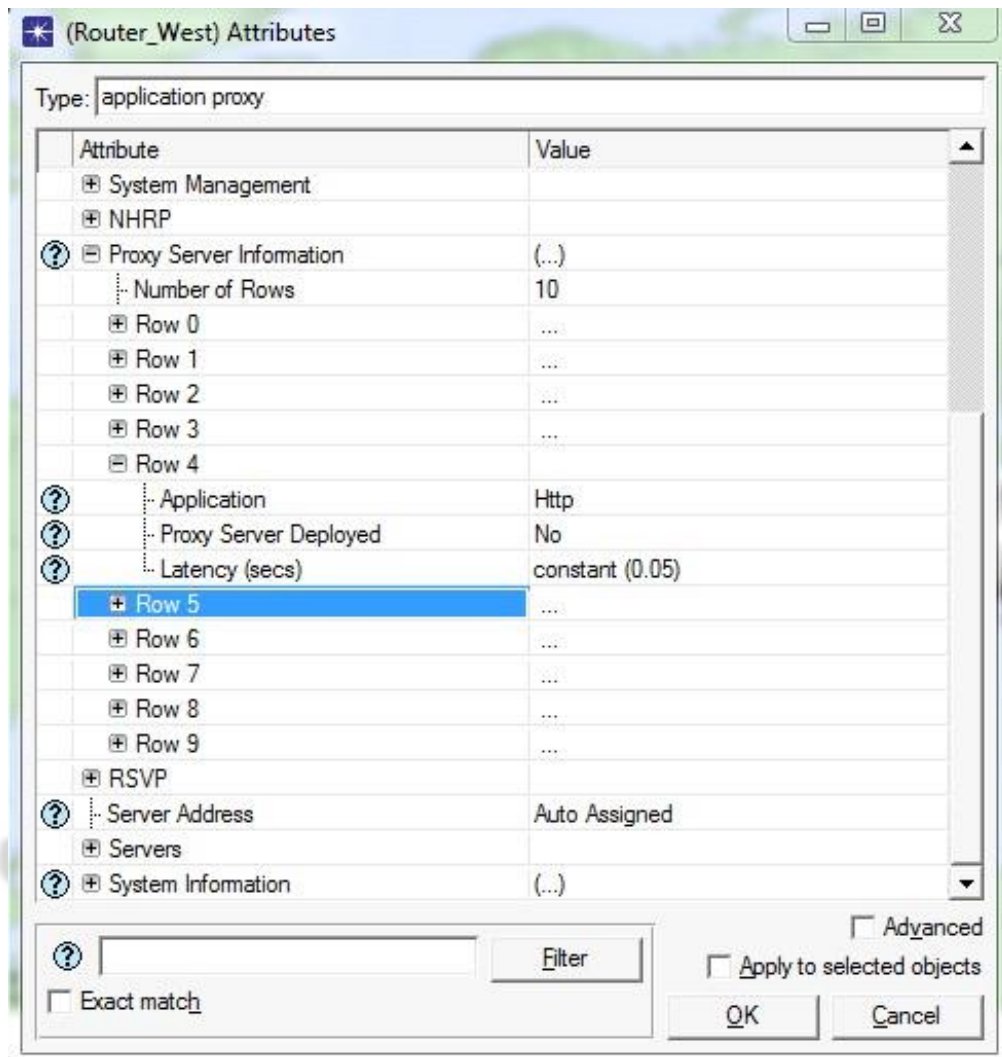 (Router_West) Attributes
Type: application proxy
Attribute Value
System Management
NHRP
Proxy Server Information (...)
Number of Rows 10
Row 0 ...
Row 1 ...
Row 2 ...
Row 3 ...
Row 4
Application Http
Proxy Server Deployed No
Latency (secs) constant (0.05)
Row 5 ...
Row 6 ...
Row 7 ...
Row 8 ...
Row 9 ...
RSVP
Server Address Auto Assigned
Servers
System Information (...)
Advanced
Filter
Apply to selected objects
Exact match
OK Cancel